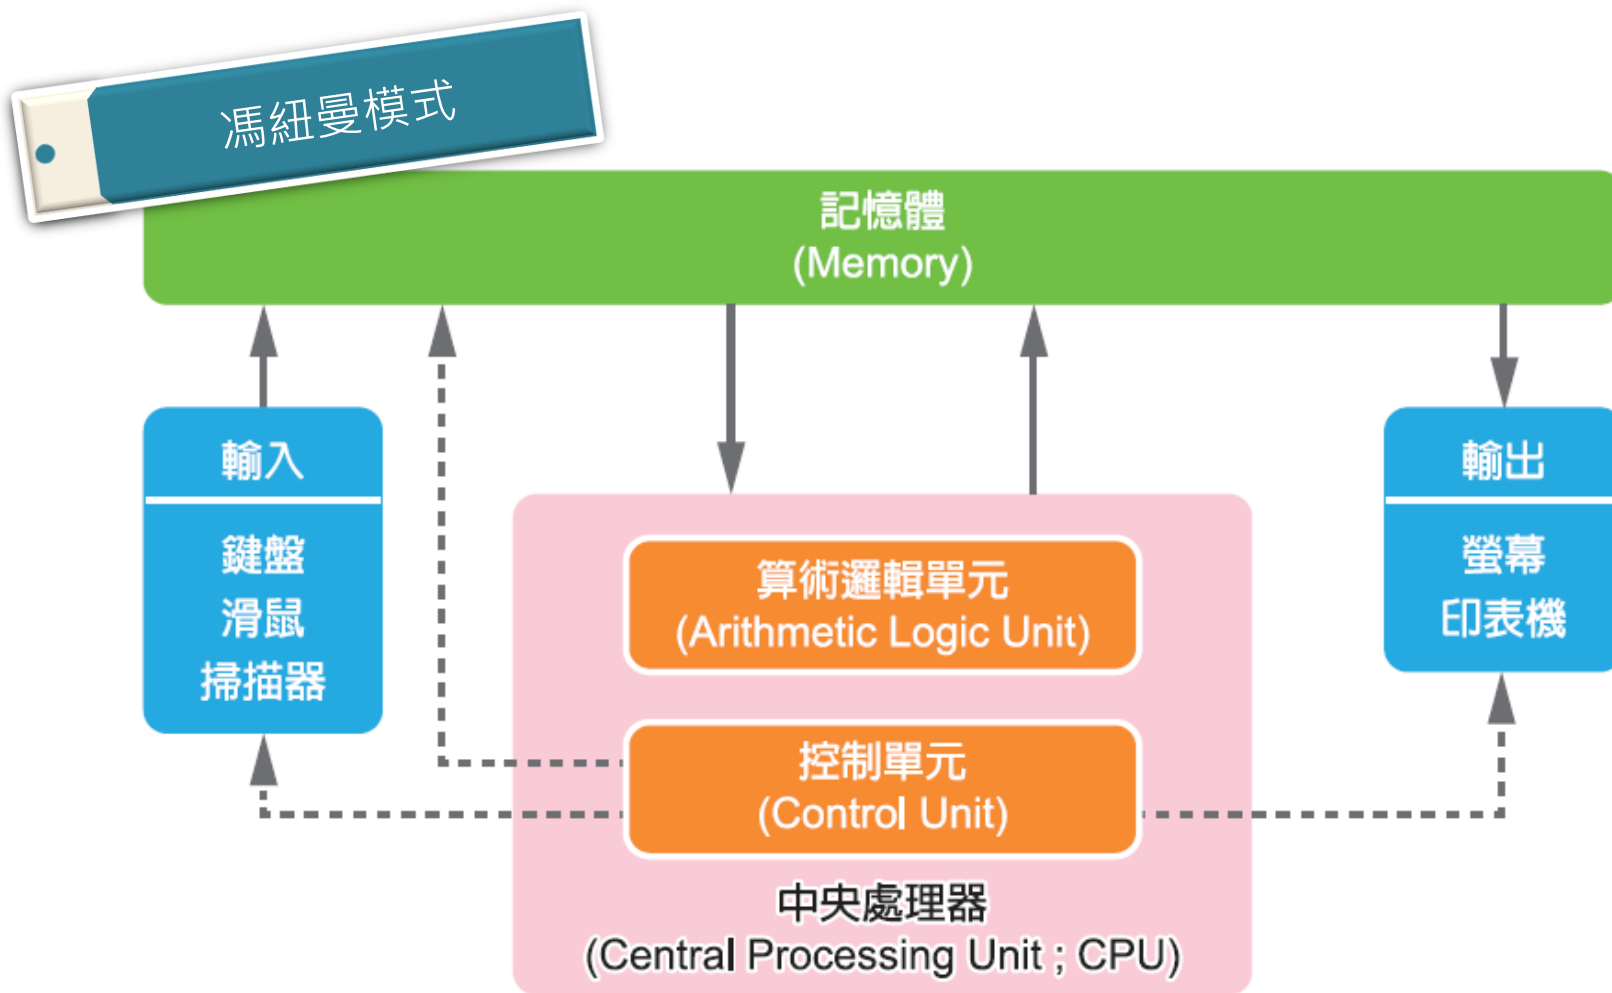 馮紐曼模式
記憶體
(Memory)
輸入
鍵盤
滑鼠
掃描器
算術邏輯單元
(Arithmetic Logic Unit)
控制單元
(Control Unit)
中央處理器
(Central Processing Unit ; CPU)
輸出
螢幕
印表機